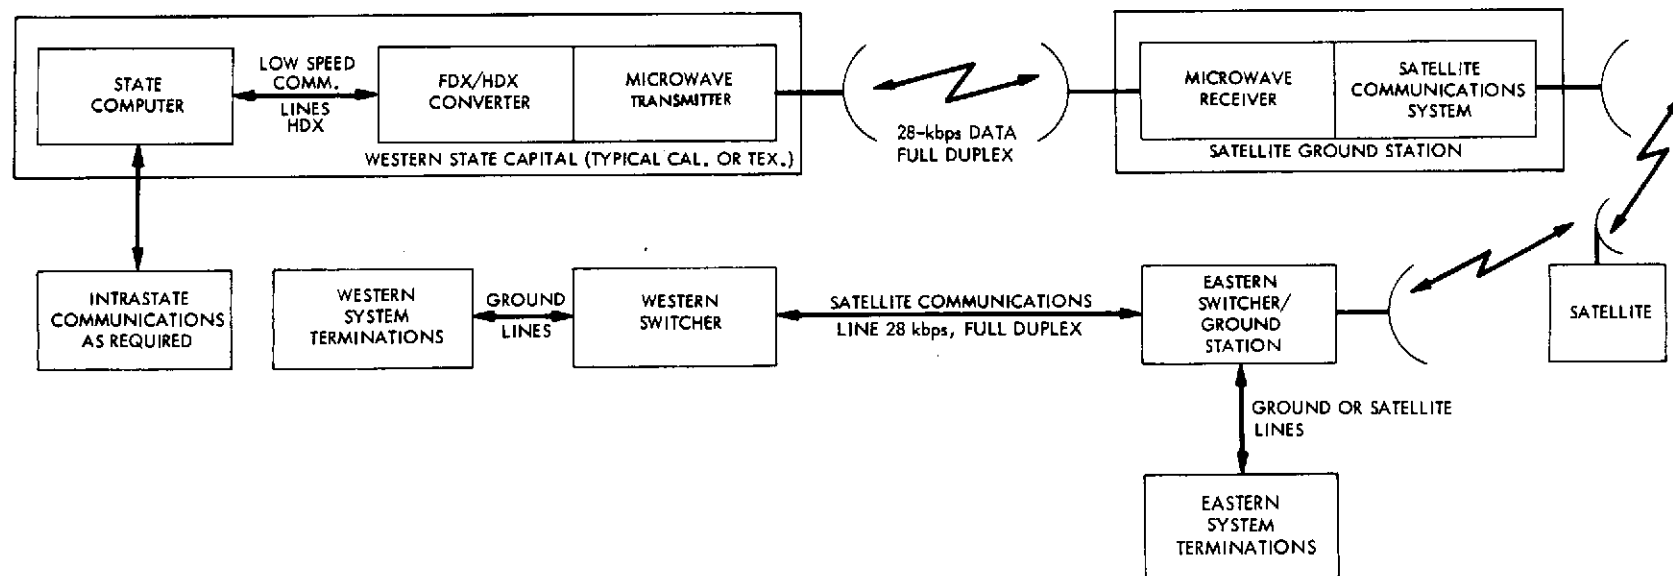 STATE
COMPUTER
LOW SPEED
COMM.
LINES
HDX
FDX/HDX
CONVERTER
MICROWAVE
TRANSMITTER
WESTERN STATE CAPITAL (TYPICAL CAL. OR TEX.)
28-kbps DATA
FULL DUPLEX
MICROWAVE
RECEIVER
SATELLITE
COMMUNICATIONS
SYSTEM
SATELLITE GROUND STATION
INTRASTATE
COMMUNICATIONS
AS REQUIRED
WESTERN
SYSTEM
TERMINATIONS
GROUND
LINES
WESTERN
SWITCHER
SATELLITE COMMUNICATIONS
LINE 28 kbps, FULL DUPLEX
EASTERN
SWITCHER/
GROUND
STATION
SATELLITE
GROUND OR SATELLITE
LINES
EASTERN
SYSTEM
TERMINATIONS